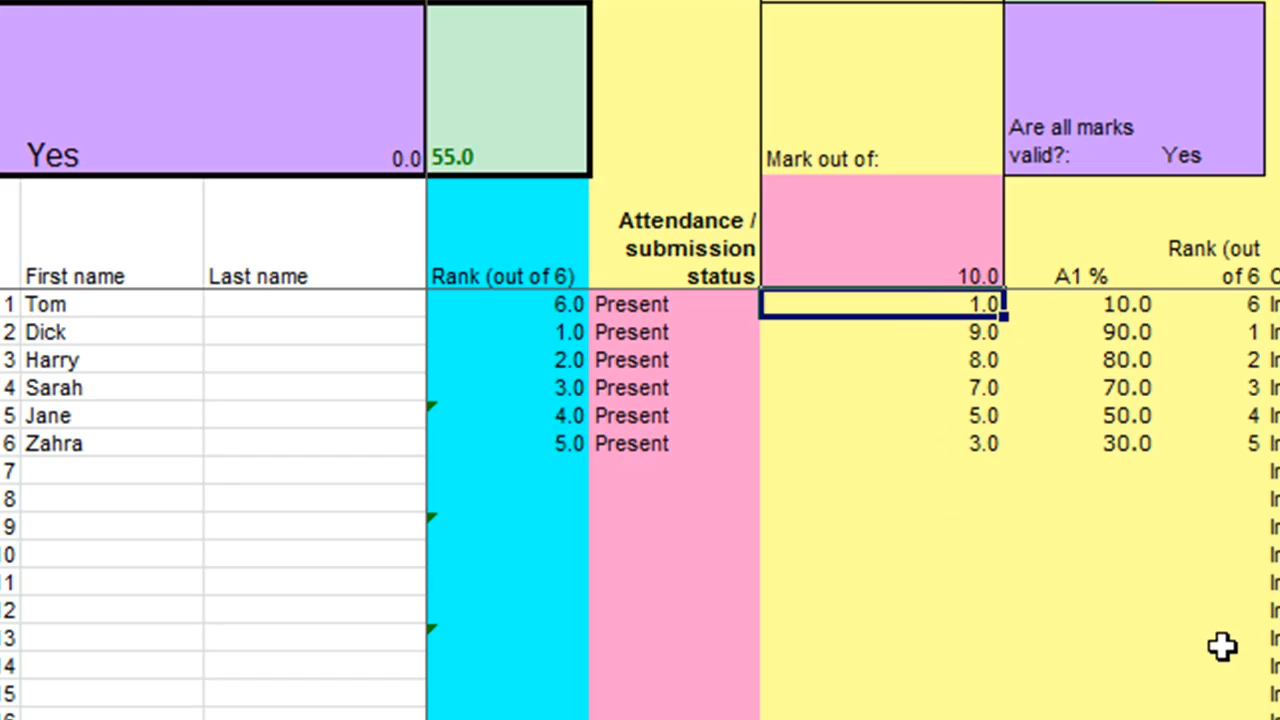 Yes 0.0 55.0 Mark out of: Are all marks valid?: Yes
First name Last name Rank (out of 6) Attendance / submission status 10.0 A1 % Rank (out of 6
1 Tom 6.0 Present 1.0 10.0 6
2 Dick 1.0 Present 9.0 90.0 1
3 Harry 2.0 Present 8.0 80.0 2
4 Sarah 3.0 Present 7.0 70.0 3
5 Jane 4.0 Present 5.0 50.0 4
6 Zahra 5.0 Present 3.0 30.0 5
7
8
9